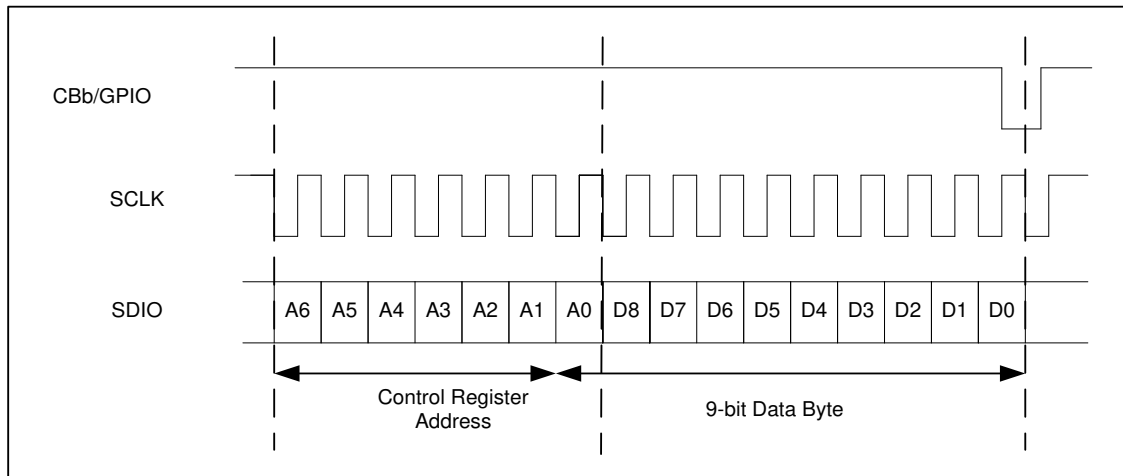 CBb/GPIO
SCLK
SDIO
A6 A5 A4 A3 A2 A1 A0 D8 D7 D6 D5 D4 D3 D2 D1 D0
Control Register
Address
9-bit Data Byte